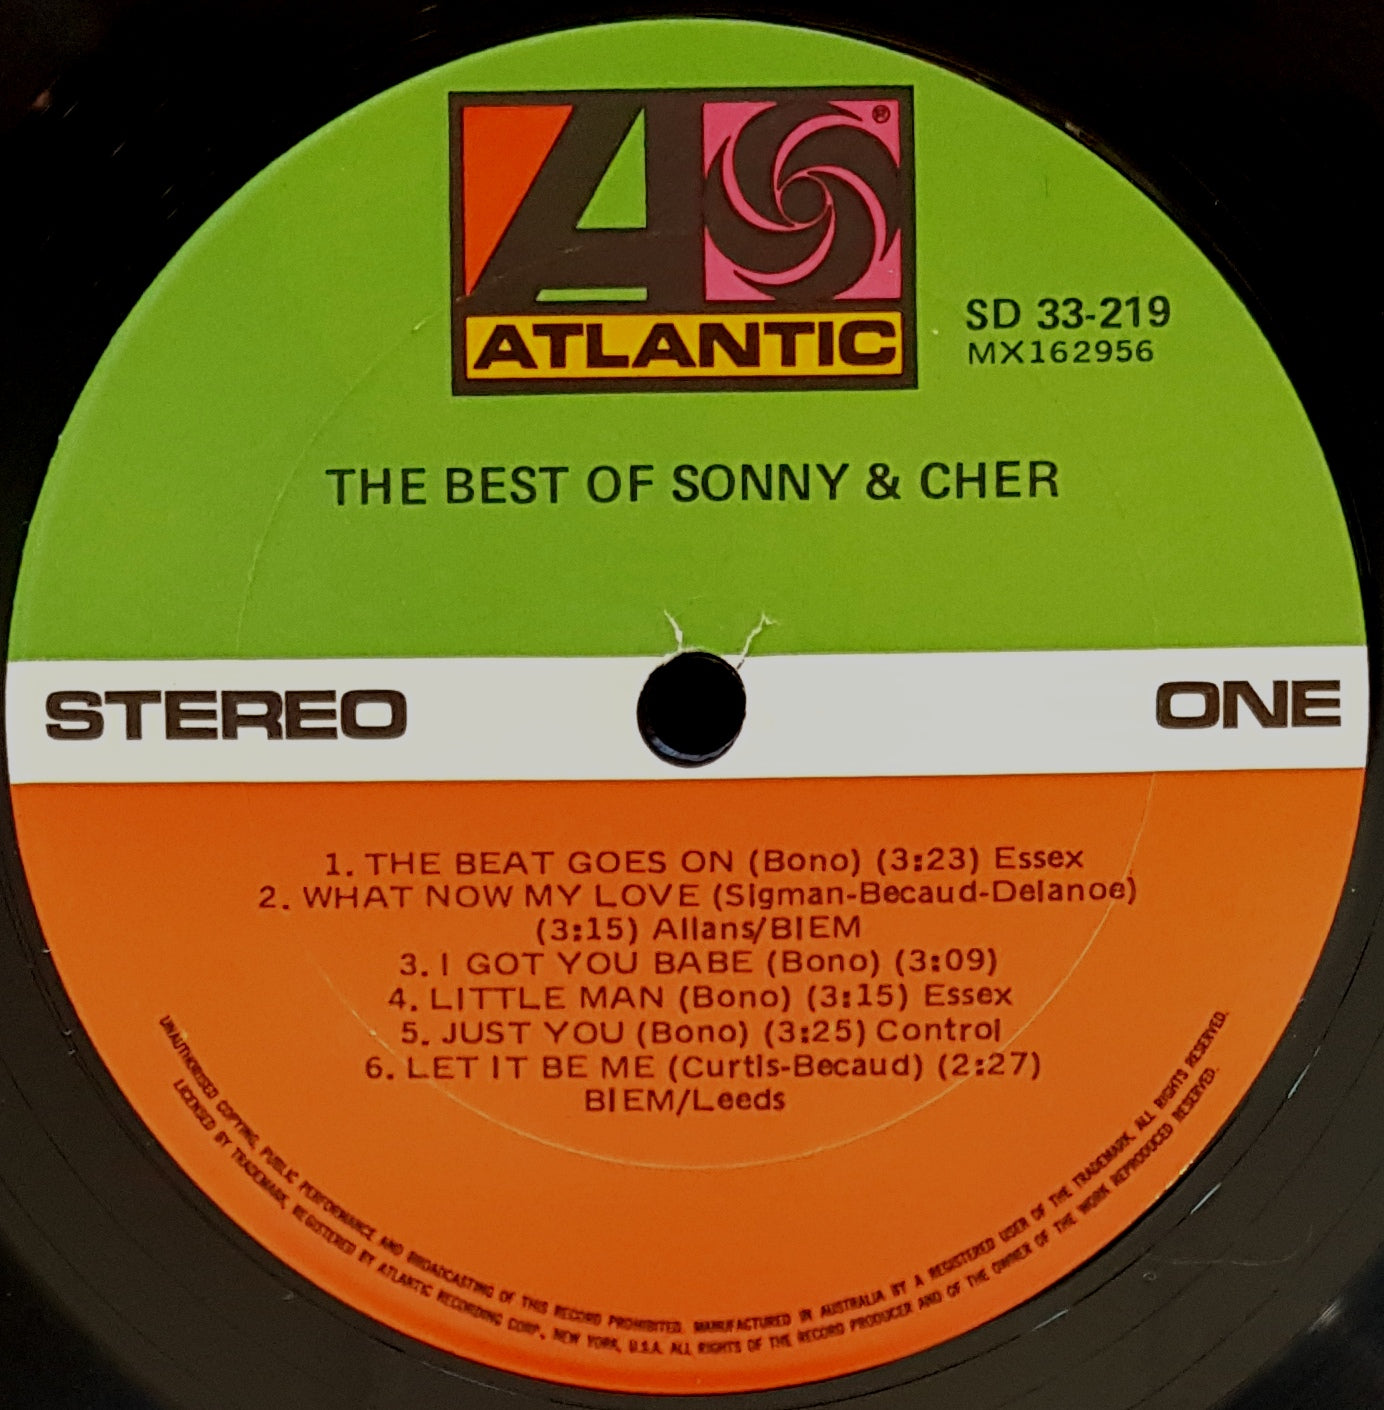 ®
ATLANTIC
SD 33-219
MX162956
THE BEST OF SONNY & CHER
STEREO
ONE
1. THE BEAT GOES ON (Bono) (3:23) Essex
2. WHAT NOW MY LOVE (Sigman-Becaud-Delanoe)
(3:15) Allans/BIEM
3. I GOT YOU BABE (Bono) (3:09)
4. LITTLE MAN (Bono) (3:15) Essex
5. JUST YOU (Bono) (3:25) Control
6. LET IT BE ME (Curtis-Becaud) (2:27)
BIEM/Leeds
UNAUTHORISED COPYING, PUBLIC PERFORMANCE AND BROADCASTING OF THIS RECORD PROHIBITED. MANUFACTURED IN AUSTRALIA BY A REGISTERED USER OF THE TRADEMARK. ALL RIGHTS RESERVED.
LICENSED BY TRADEMARK, REGISTERED BY ATLANTIC RECORDING CORP., NEW YORK, U.S.A. ALL RIGHTS OF THE RECORD PRODUCER AND OF THE OWNER OF THE WORK REPRODUCED RESERVED.